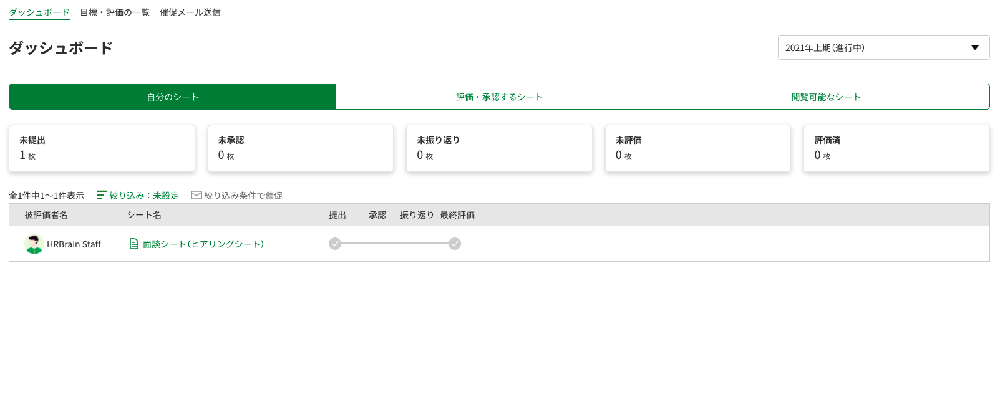 ダッシュボード 目標・評価の一覧 催促メール送信
ダッシュボード
2021年上期（進行中）
自分のシート 評価・承認するシート 閲覧可能なシート
未提出 未承認 未振り返り 未評価 評価済
1 枚 0 枚 0 枚 0 枚 0 枚
全1件中1〜1件表示 絞り込み：未設定 絞り込み条件で催促
被評価者名 シート名 提出 承認 振り返り 最終評価
HRBrain Staff 面談シート（ヒアリングシート）